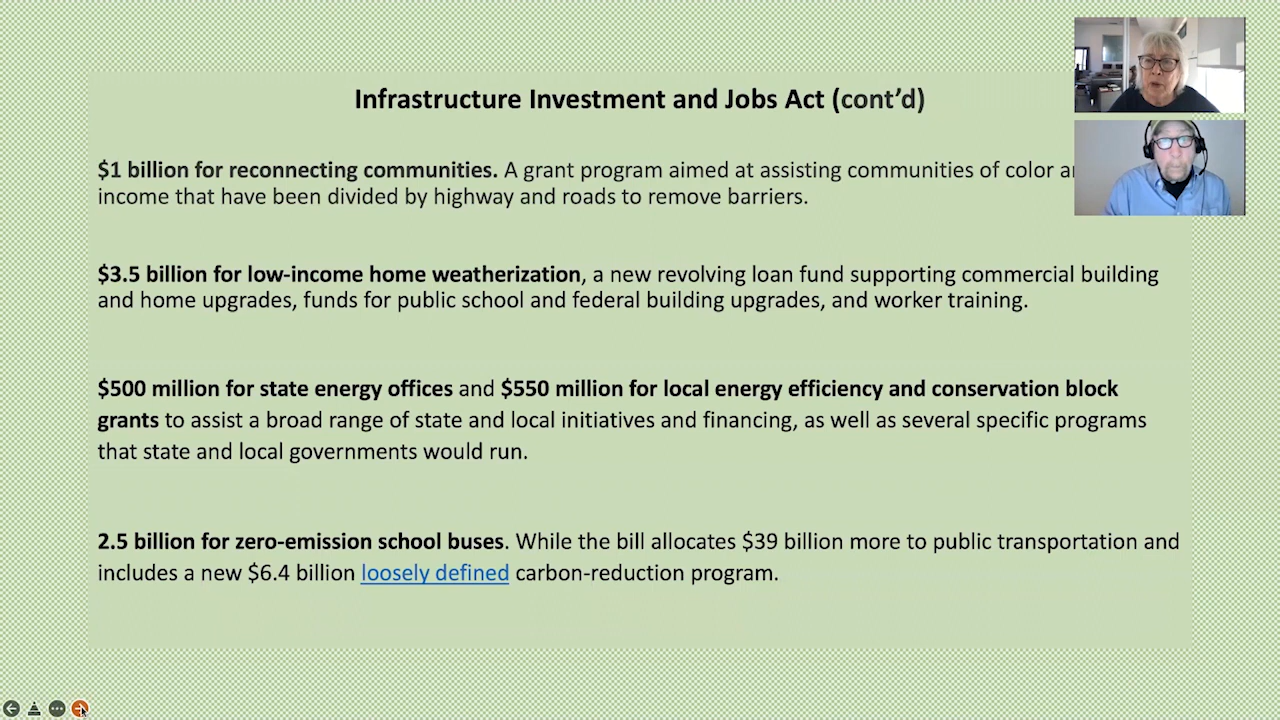 Infrastructure Investment and Jobs Act (cont’d)
$1 billion for reconnecting communities. A grant program aimed at assisting communities of color
income that have been divided by highway and roads to remove barriers.
$3.5 billion for low-income home weatherization, a new revolving loan fund supporting commercial building
and home upgrades, funds for public school and federal building upgrades, and worker training.
$500 million for state energy offices and $550 million for local energy efficiency and conservation block
grants to assist a broad range of state and local initiatives and financing, as well as several specific programs
that state and local governments would run.
2.5 billion for zero-emission school buses. While the bill allocates $39 billion more to public transportation and
includes a new $6.4 billion loosely defined carbon-reduction program.